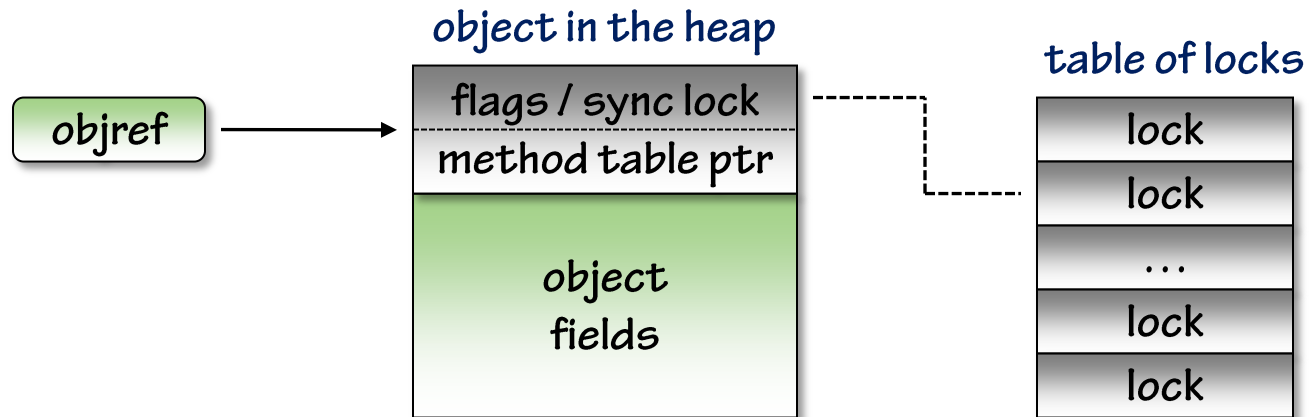 object in the heap
table of locks
objref
flags / sync lock
method table ptr
object
fields
lock
lock
...
lock
lock